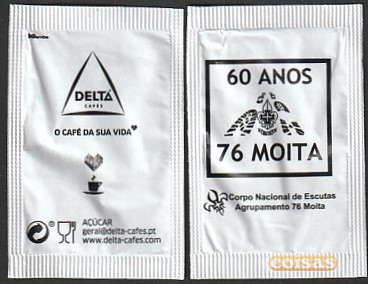 DELTA
CAFÉS
O CAFÉ DA SUA VIDA
AÇÚCAR
geral@delta-cafes.pt
www.delta-cafes.com
60 ANOS
76 MOITA
Corpo Nacional de Escutas
Agrupamento 76 Moita
coisas